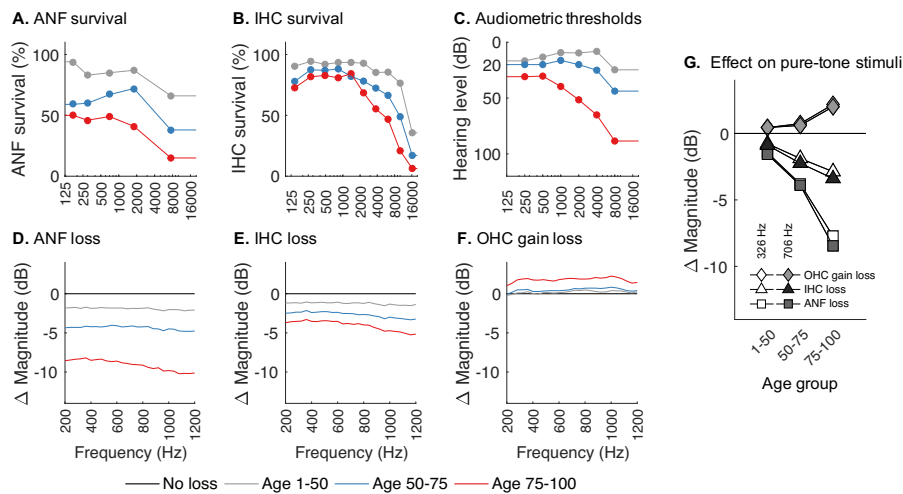 A. ANF survival
B. IHC survival
C. Audiometric thresholds
G. Effect on pure-tone stimuli
ANF survival (%)
100
50
0
125
250
500
1000
2000
4000
8000
16000
IHC survival (%)
100
50
0
125
250
500
1000
2000
4000
8000
16000
Hearing level (dB)
0
20
50
100
125
250
500
1000
2000
4000
8000
16000
Δ Magnitude (dB)
0
-5
-10
326 Hz
706 Hz
OHC gain loss
IHC loss
ANF loss
1-50
50-75
75-100
Age group
D. ANF loss
E. IHC loss
F. OHC gain loss
Δ Magnitude (dB)
0
-5
-10
200
400
600
800
1000
1200
Frequency (Hz)
Δ Magnitude (dB)
0
-5
-10
200
400
600
800
1000
1200
Frequency (Hz)
Δ Magnitude (dB)
0
-5
-10
200
400
600
800
1000
1200
Frequency (Hz)
No loss
Age 1-50
Age 50-75
Age 75-100